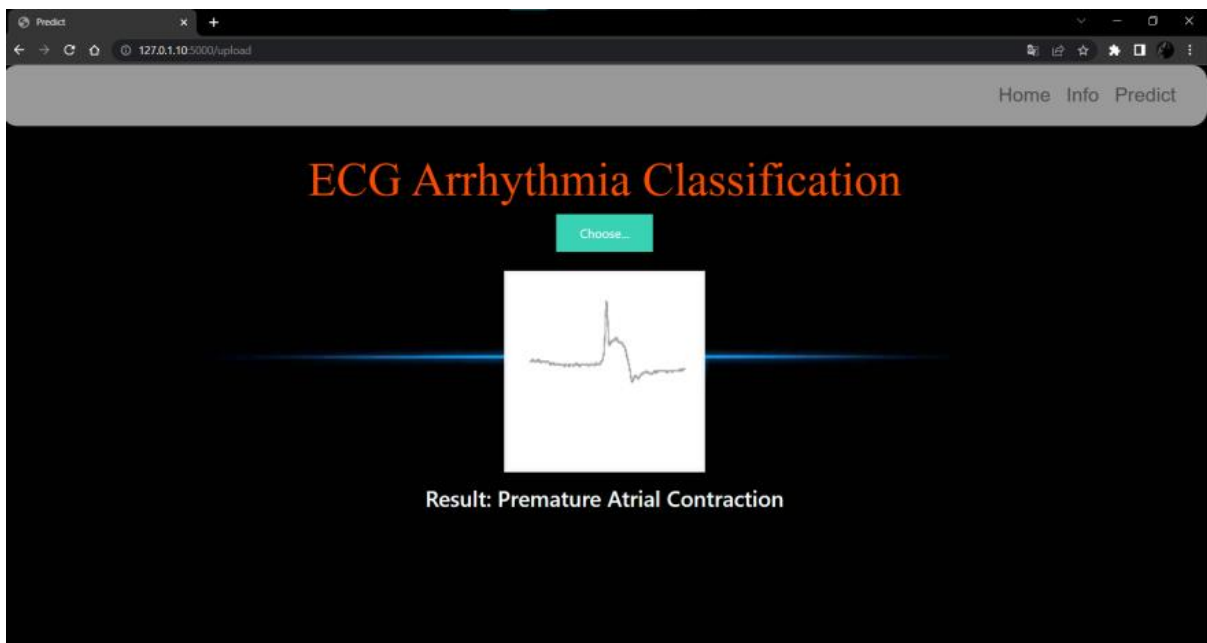 Predict
127.0.1.10:5000/upload
Home Info Predict
ECG Arrhythmia Classification
Choose...
Result: Premature Atrial Contraction